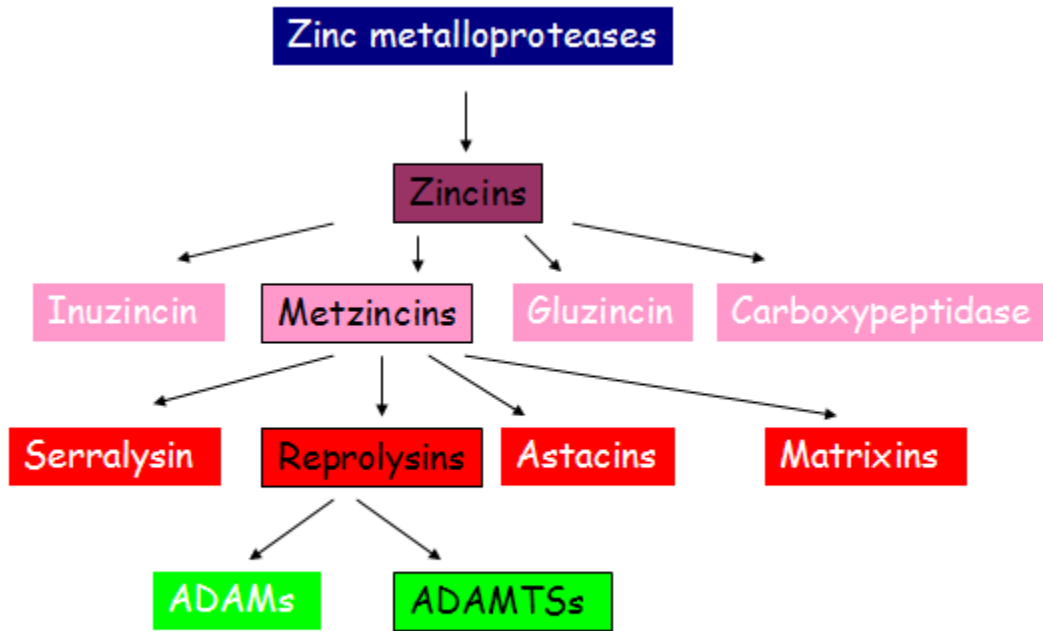 Zinc metalloproteases
Zincins
Inuzincin
Metzincins
Gluzincin
Carboxypeptidase
Serralysin
Reprolysins
Astacins
Matrixins
ADAMs
ADAMTSs